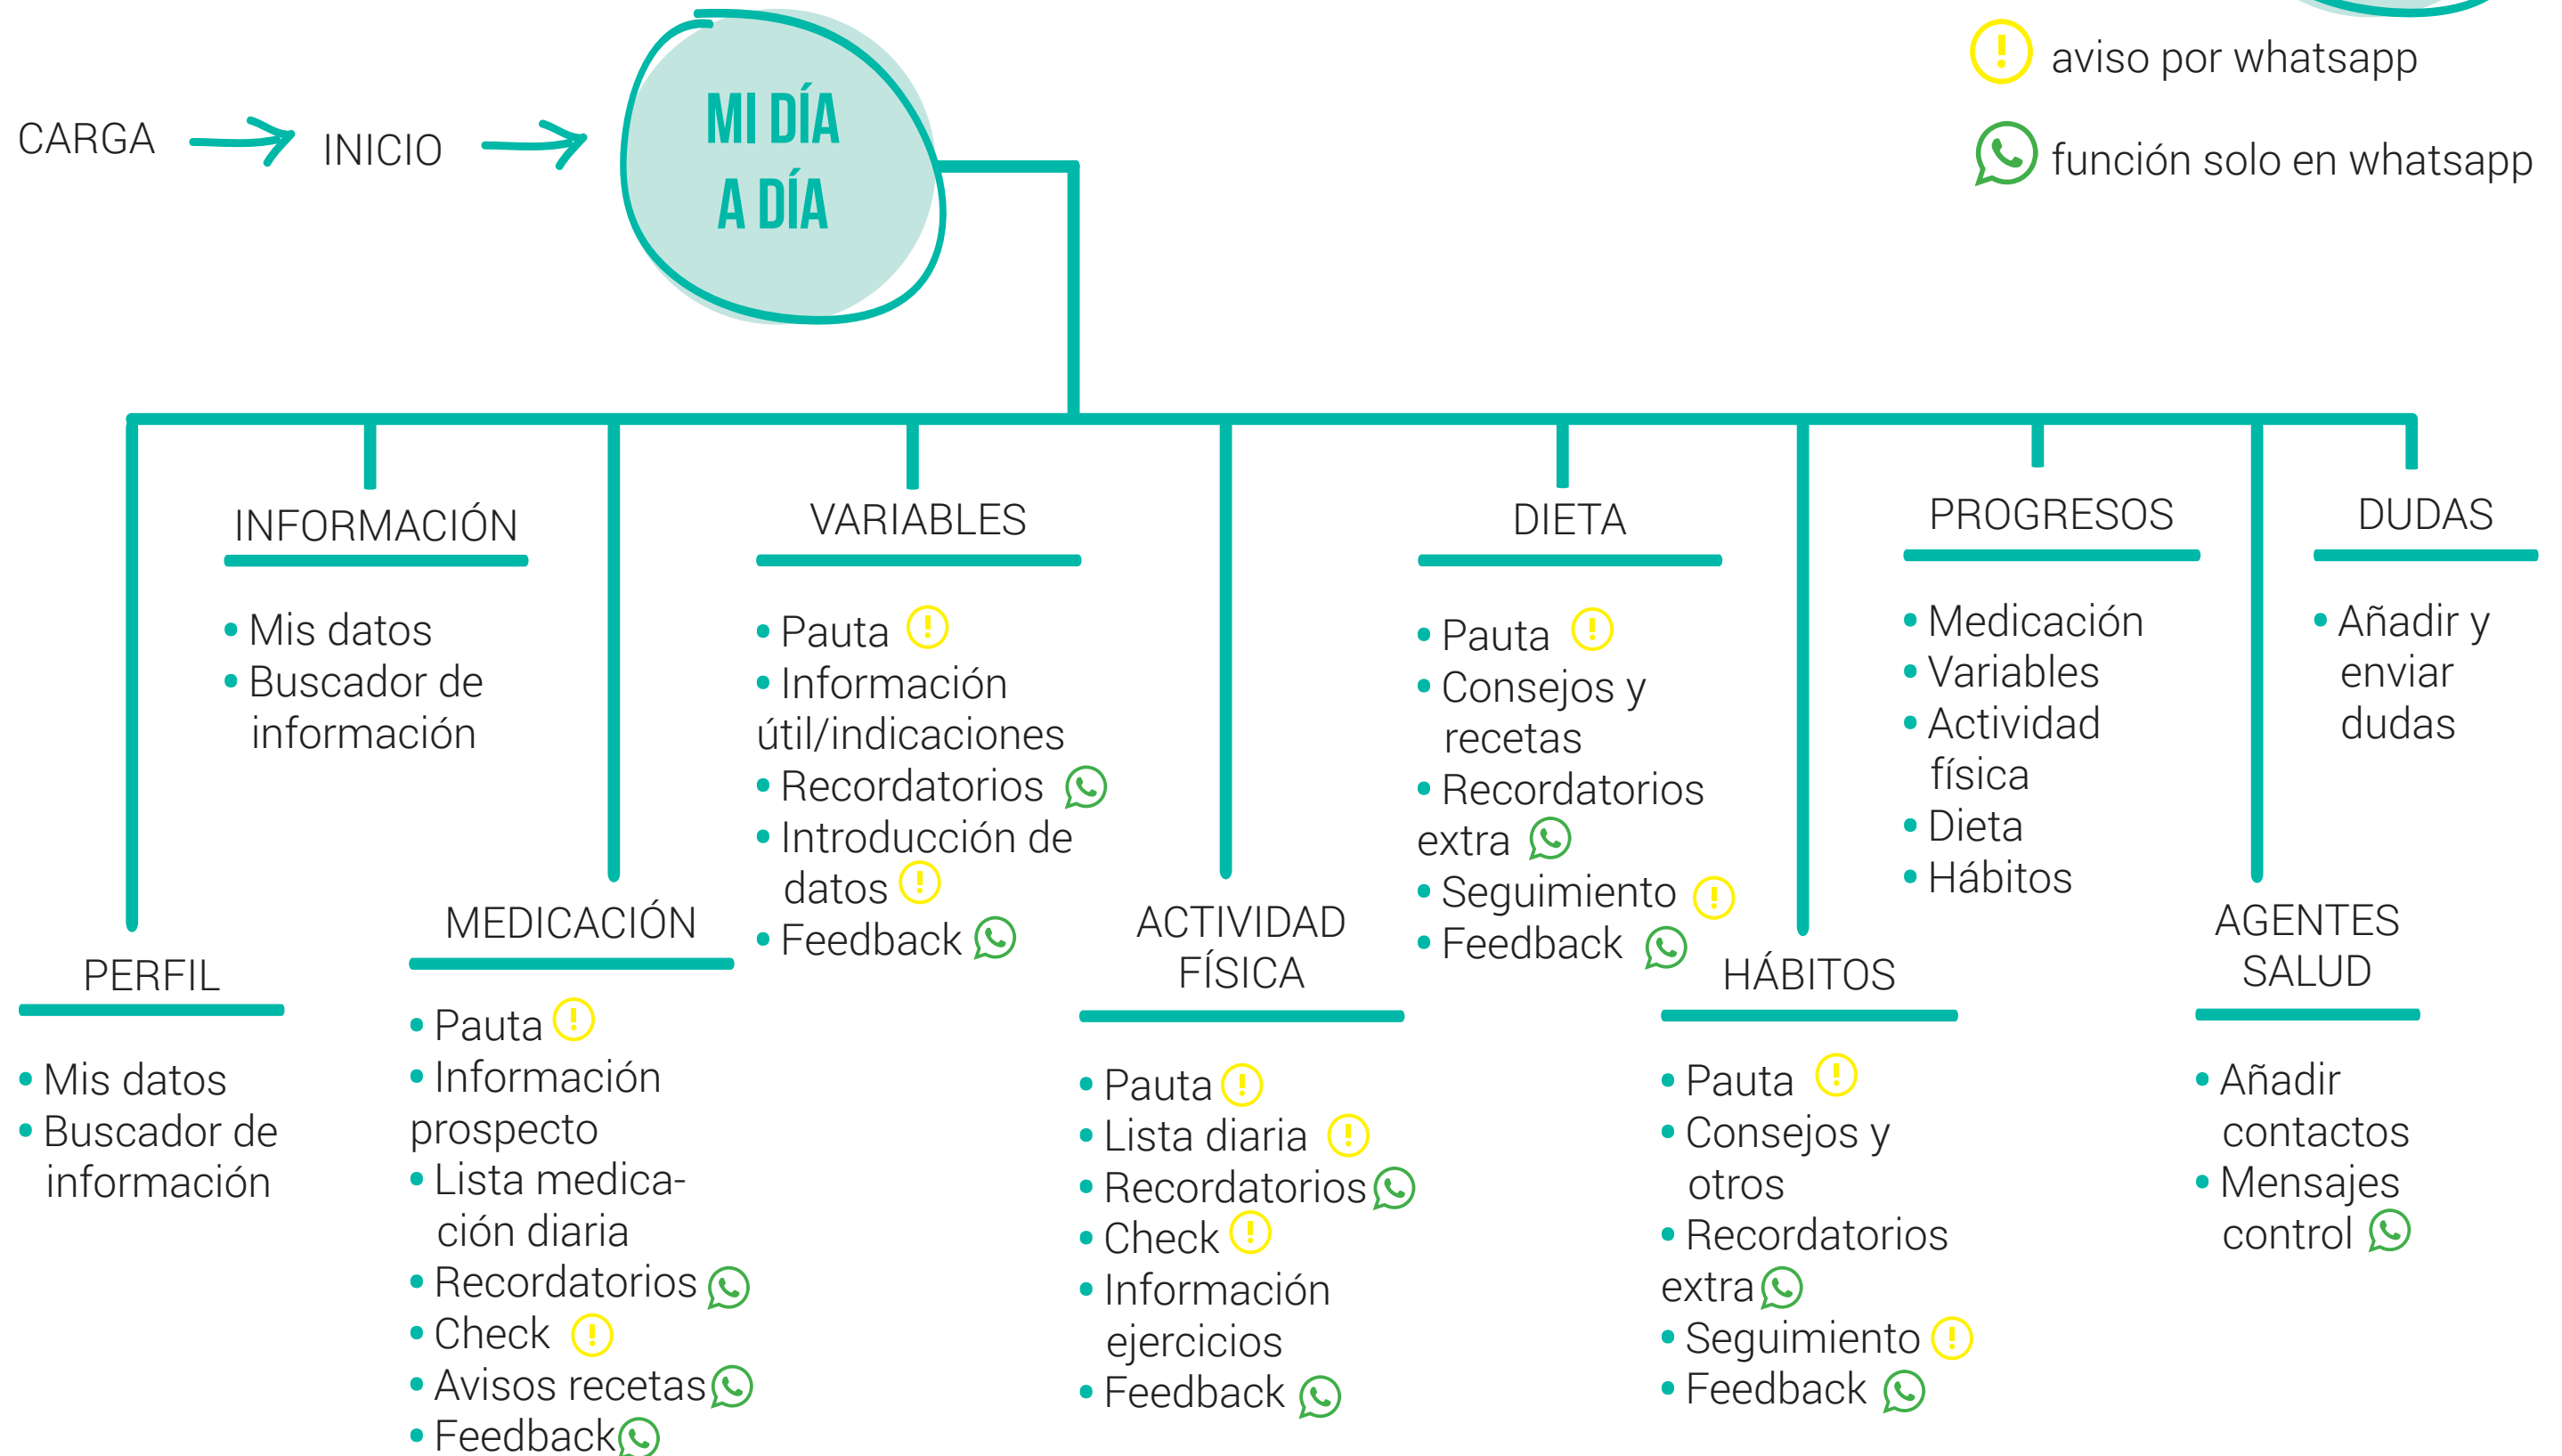 aviso por whatsapp
función solo en whatsapp
CARGA
INICIO
MI DÍA
A DÍA
INFORMACIÓN
• Mis datos
• Buscador de
información
VARIABLES
• Pauta
• Información
útil/indicaciones
• Recordatorios
• Introducción de
datos
• Feedback
DIETA
• Pauta
• Consejos y
recetas
• Recordatorios
extra
• Seguimiento
• Feedback
PROGRESOS
• Medicación
• Variables
• Actividad
física
• Dieta
• Hábitos
DUDAS
• Añadir y
enviar
dudas
PERFIL
• Mis datos
• Buscador de
información
MEDICACIÓN
• Pauta
• Información
prospecto
• Lista medica-
ción diaria
• Recordatorios
• Check
• Avisos recetas
• Feedback
ACTIVIDAD
FÍSICA
• Pauta
• Lista diaria
• Recordatorios
• Check
• Información
ejercicios
• Feedback
HÁBITOS
• Pauta
• Consejos y
otros
• Recordatorios
extra
• Seguimiento
• Feedback
AGENTES
SALUD
• Añadir
contactos
• Mensajes
control